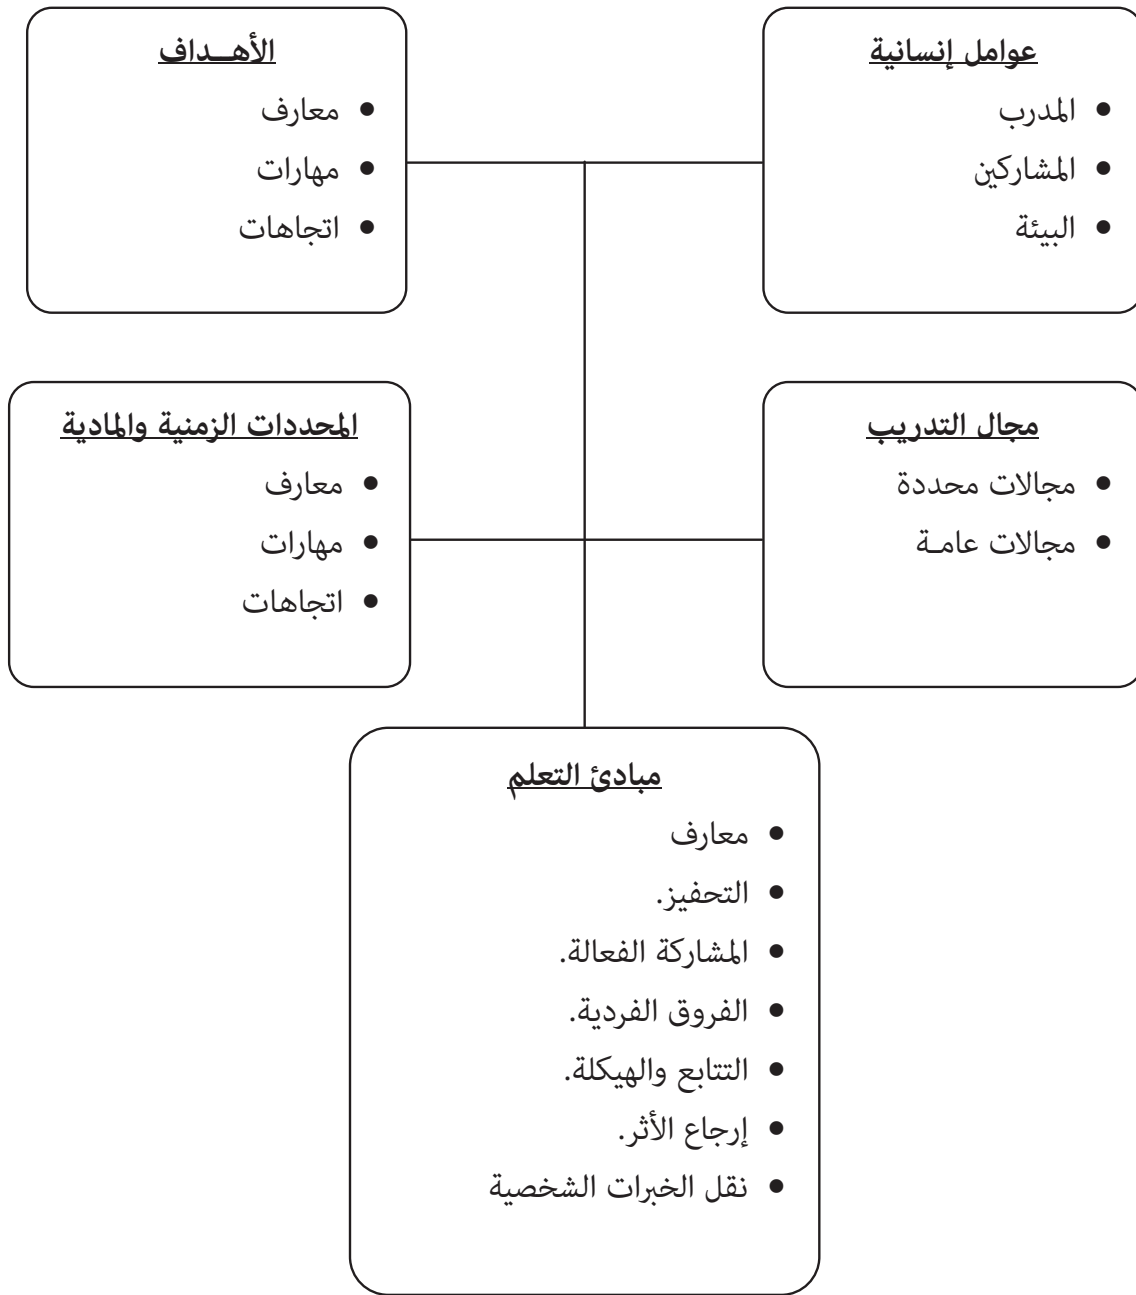 عوامل إنسانية
• المدرب
• المشاركين
• البيئة
الأهــداف
• معارف
• مهارات
• اتجاهات
مجال التدريب
• مجالات محددة
• مجالات عامـة
المحددات الزمنية والمادية
• معارف
• مهارات
• اتجاهات
مبادئ التعلم
• معارف
• التحفيز.
• المشاركة الفعالة.
• الفروق الفردية.
• التتابع والهيكلة.
• إرجاع الأثر.
• نقل الخبرات الشخصية